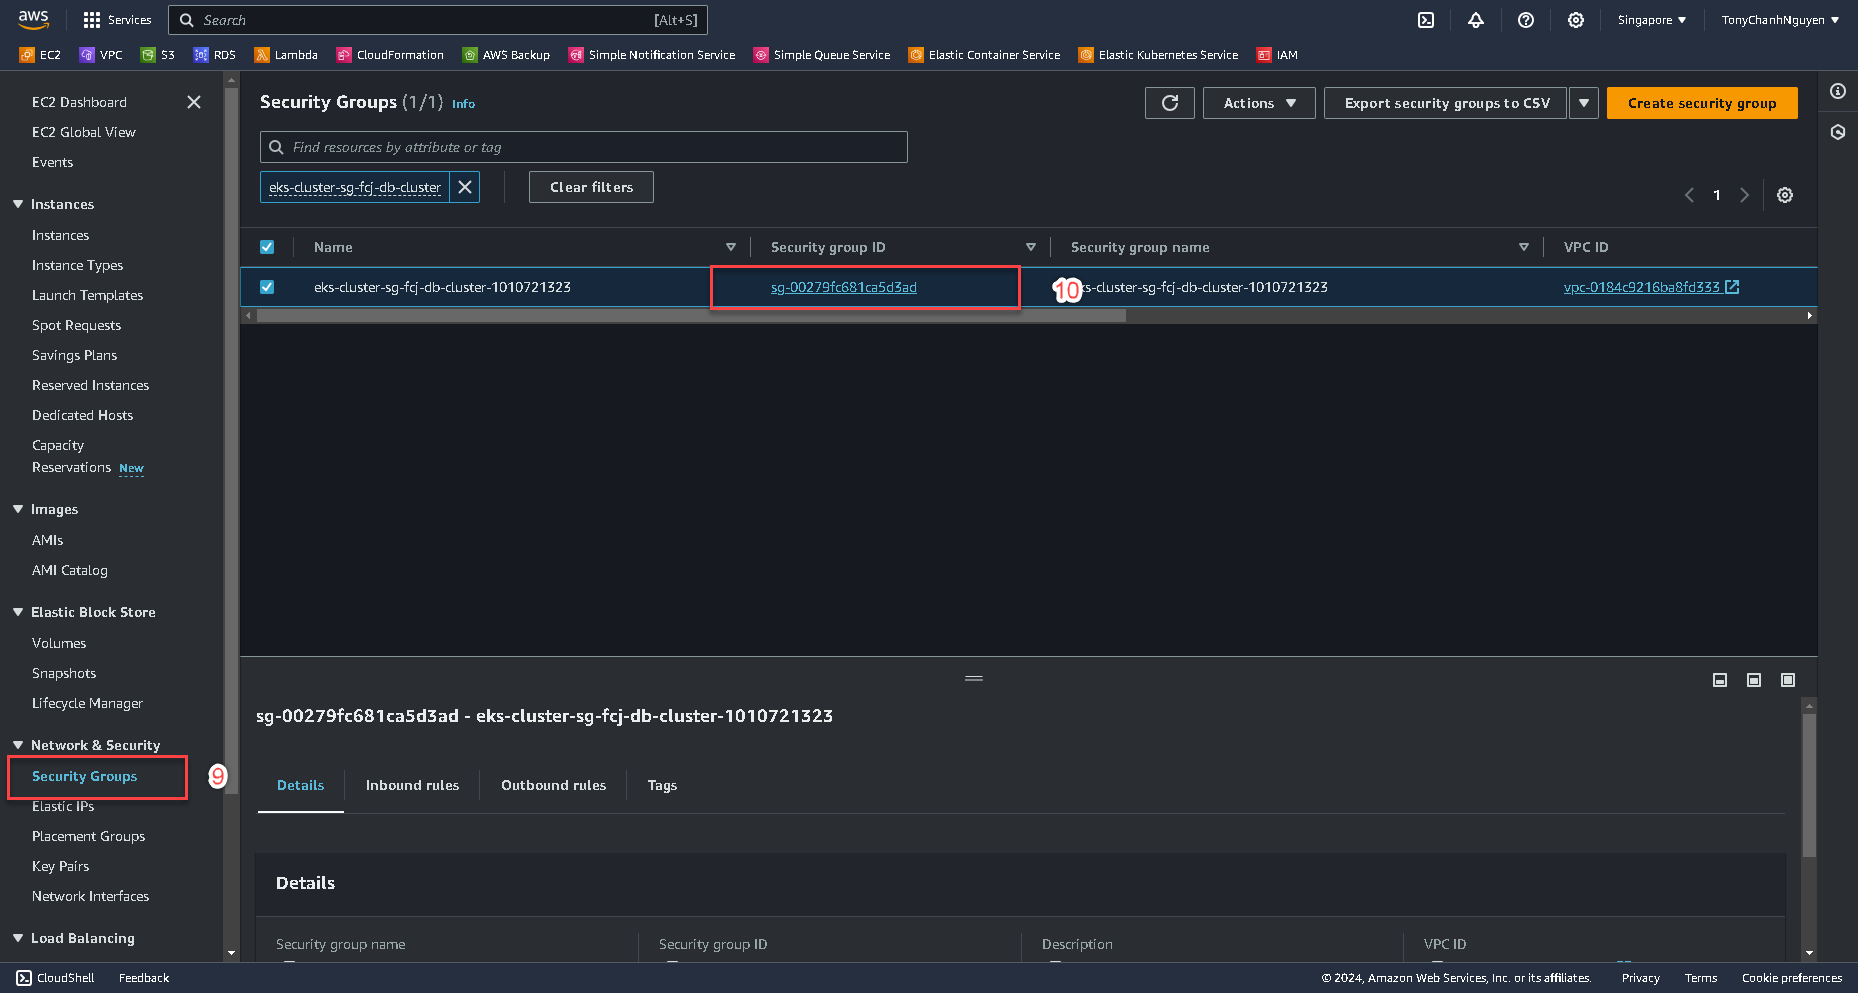 aws
Services
Search
[Alt+S]
Singapore
TonyChanhNguyen
EC2
VPC
S3
RDS
Lambda
CloudFormation
AWS Backup
Simple Notification Service
Simple Queue Service
Elastic Container Service
Elastic Kubernetes Service
IAM
EC2 Dashboard
EC2 Global View
Events
Instances
Instances
Instance Types
Launch Templates
Spot Requests
Savings Plans
Reserved Instances
Dedicated Hosts
Capacity
Reservations New
Images
AMIs
AMI Catalog
Elastic Block Store
Volumes
Snapshots
Lifecycle Manager
Network & Security
Security Groups
9
Elastic IPs
Placement Groups
Key Pairs
Network Interfaces
Load Balancing
Security Groups (1/1) Info
Actions
Export security groups to CSV
Create security group
Find resources by attribute or tag
eks-cluster-sg-fcj-db-cluster
Clear filters
1
Name
Security group ID
Security group name
VPC ID
eks-cluster-sg-fcj-db-cluster-1010721323
sg-00279fc681ca5d3ad
10
ks-cluster-sg-fcj-db-cluster-1010721323
vpc-0184c9216ba8fd333
sg-00279fc681ca5d3ad - eks-cluster-sg-fcj-db-cluster-1010721323
Details
Inbound rules
Outbound rules
Tags
Details
Security group name
Security group ID
Description
VPC ID
CloudShell
Feedback
© 2024, Amazon Web Services, Inc. or its affiliates.
Privacy
Terms
Cookie preferences